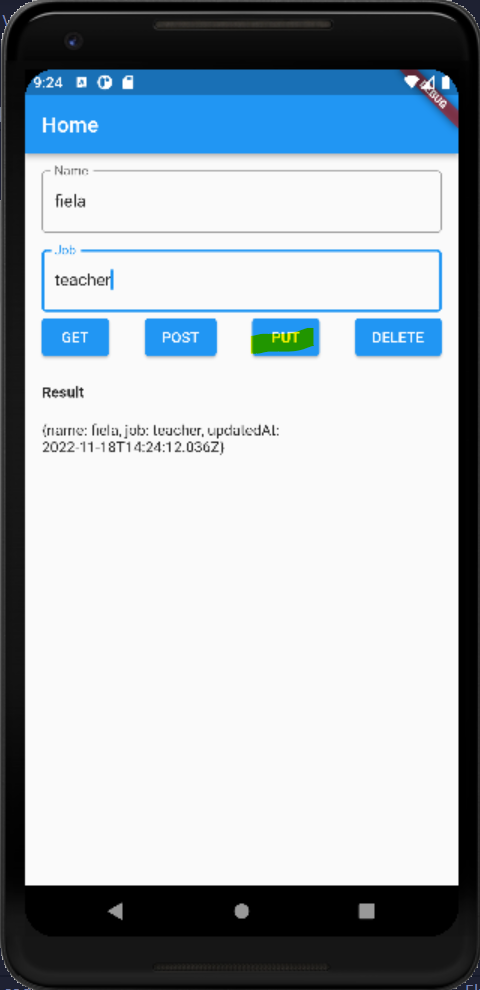 9:24
DEBUG
Home
Name
fiela
Job
teacher
GET POST PUT DELETE
Result
{name: fiela, job: teacher, updatedAt:
2022-11-18T14:24:12.036Z}